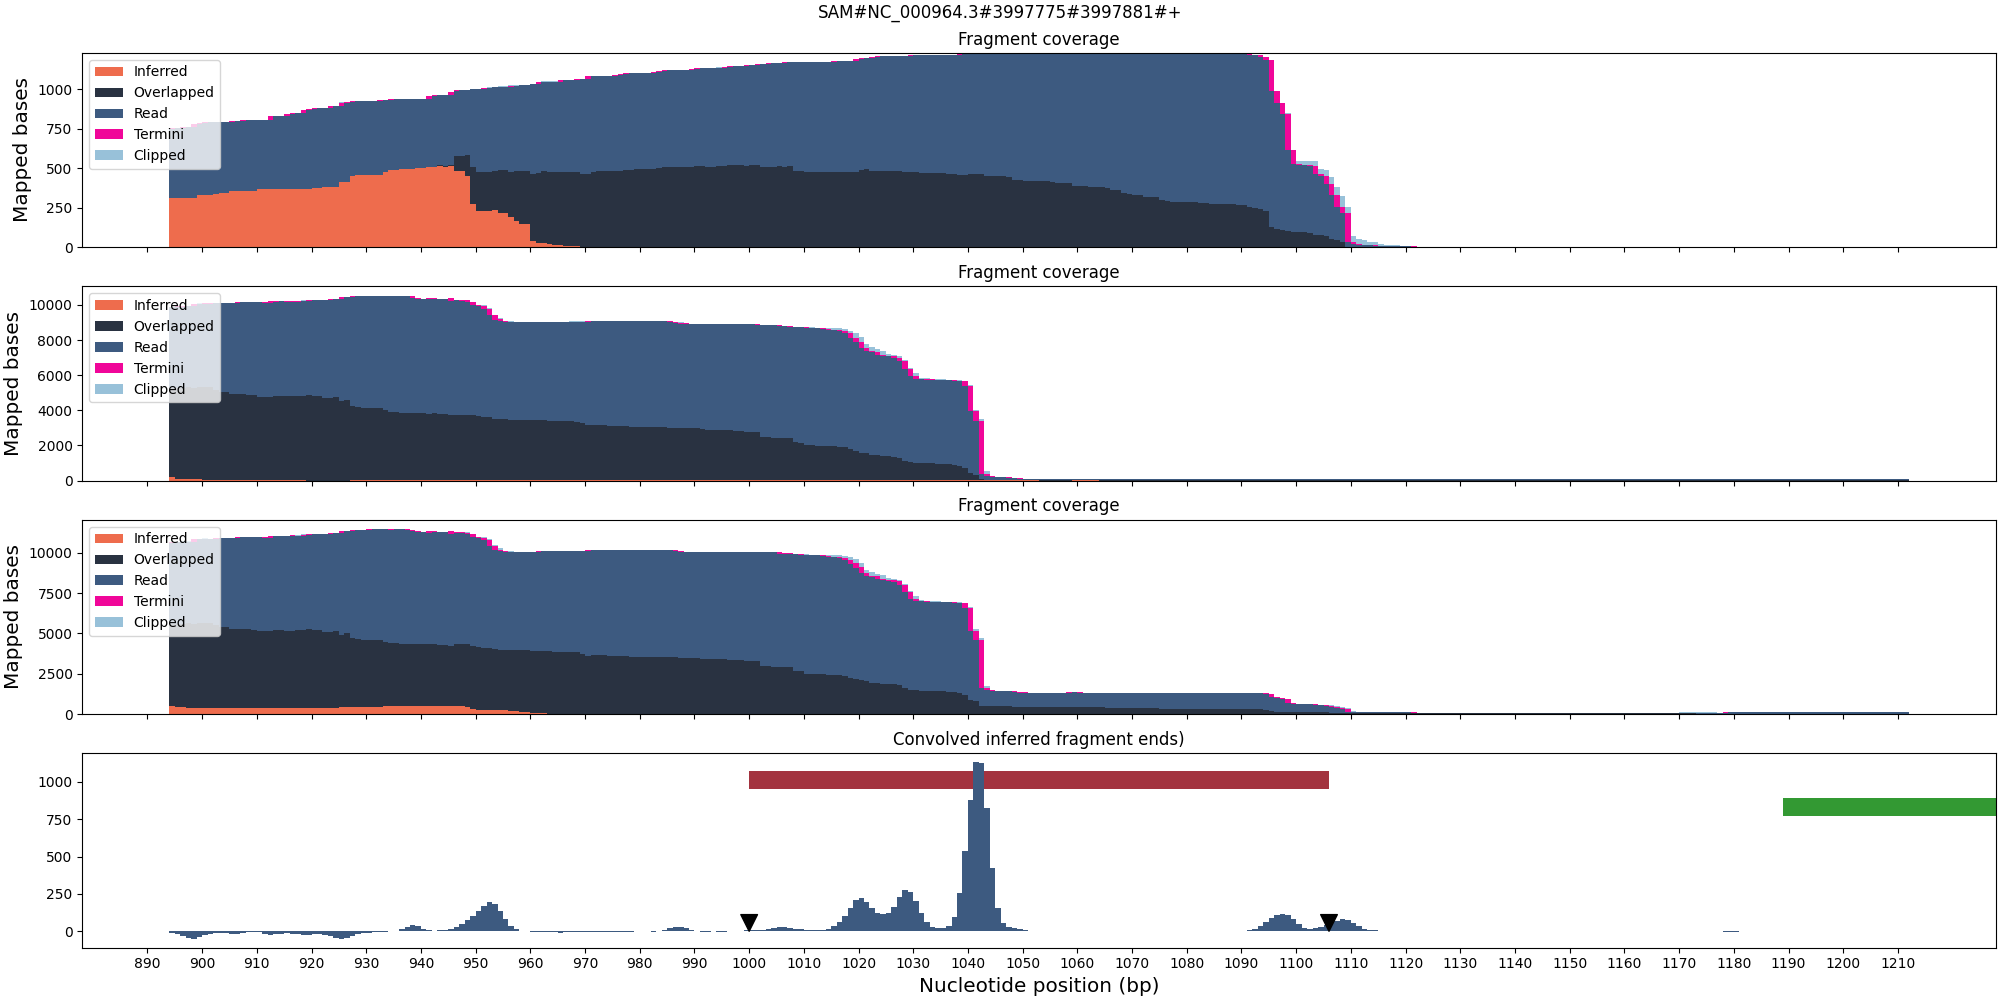 SAM#NC_000964.3#3997775#3997881#+
Fragment coverage
Mapped bases
1000
750
500
250
0
Inferred
Overlapped
Read
Termini
Clipped
Fragment coverage
Mapped bases
10000
8000
6000
4000
2000
0
Inferred
Overlapped
Read
Termini
Clipped
Fragment coverage
Mapped bases
10000
7500
5000
2500
0
Inferred
Overlapped
Read
Termini
Clipped
Convolved inferred fragment ends)
1000
750
500
250
0
890 900 910 920 930 940 950 960 970 980 990 1000 1010 1020 1030 1040 1050 1060 1070 1080 1090 1100 1110 1120 1130 1140 1150 1160 1170 1180 1190 1200 1210
Nucleotide position (bp)